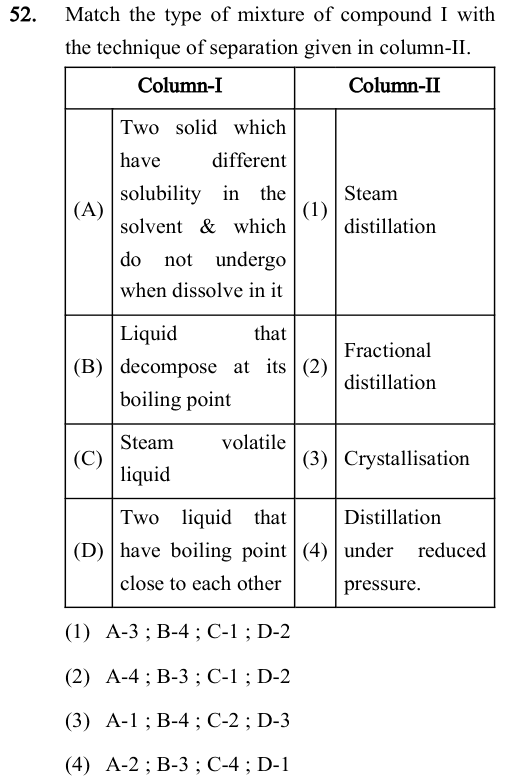 52. Match the type of mixture of compound I with
the technique of separation given in column-II.
Column-I Column-II
(A) Two solid which have different solubility in the solvent & which do not undergo when dissolve in it (1) Steam distillation
(B) Liquid that decompose at its boiling point (2) Fractional distillation
(C) Steam volatile liquid (3) Crystallisation
(D) Two liquid that have boiling point close to each other (4) Distillation under reduced pressure.
(1) A-3 ; B-4 ; C-1 ; D-2
(2) A-4 ; B-3 ; C-1 ; D-2
(3) A-1 ; B-4 ; C-2 ; D-3
(4) A-2 ; B-3 ; C-4 ; D-1